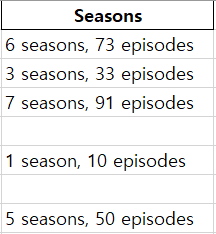 Seasons
6 seasons, 73 episodes
3 seasons, 33 episodes
7 seasons, 91 episodes
1 season, 10 episodes
5 seasons, 50 episodes